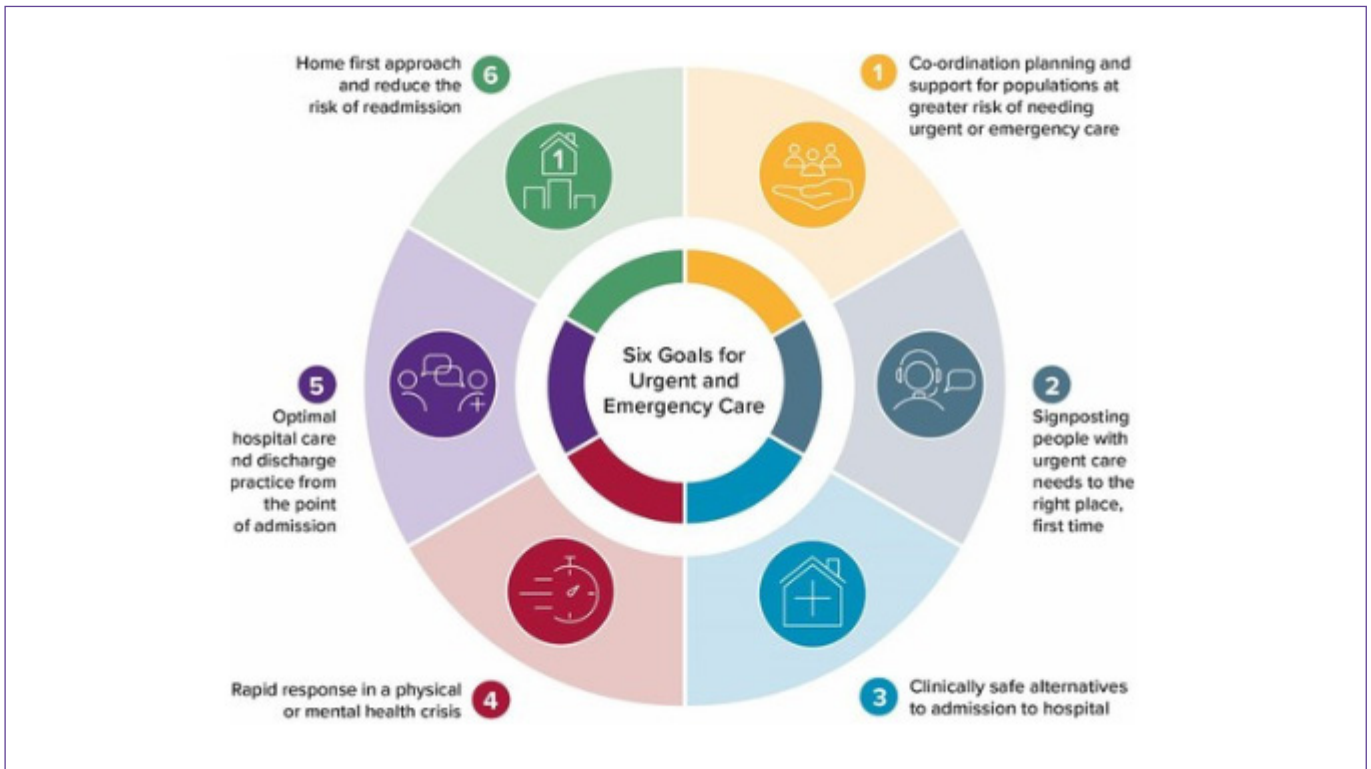 Six Goals for
Urgent and
Emergency Care
1
Co-ordination planning and
support for populations at
greater risk of needing
urgent or emergency care
2
Signposting
people with
urgent care
needs to the
right place,
first time
3
Clinically safe alternatives
to admission to hospital
4
Rapid response in a physical
or mental health crisis
5
Optimal
hospital care
nd discharge
practice from
the point
of admission
6
Home first approach
and reduce the
risk of readmission
1